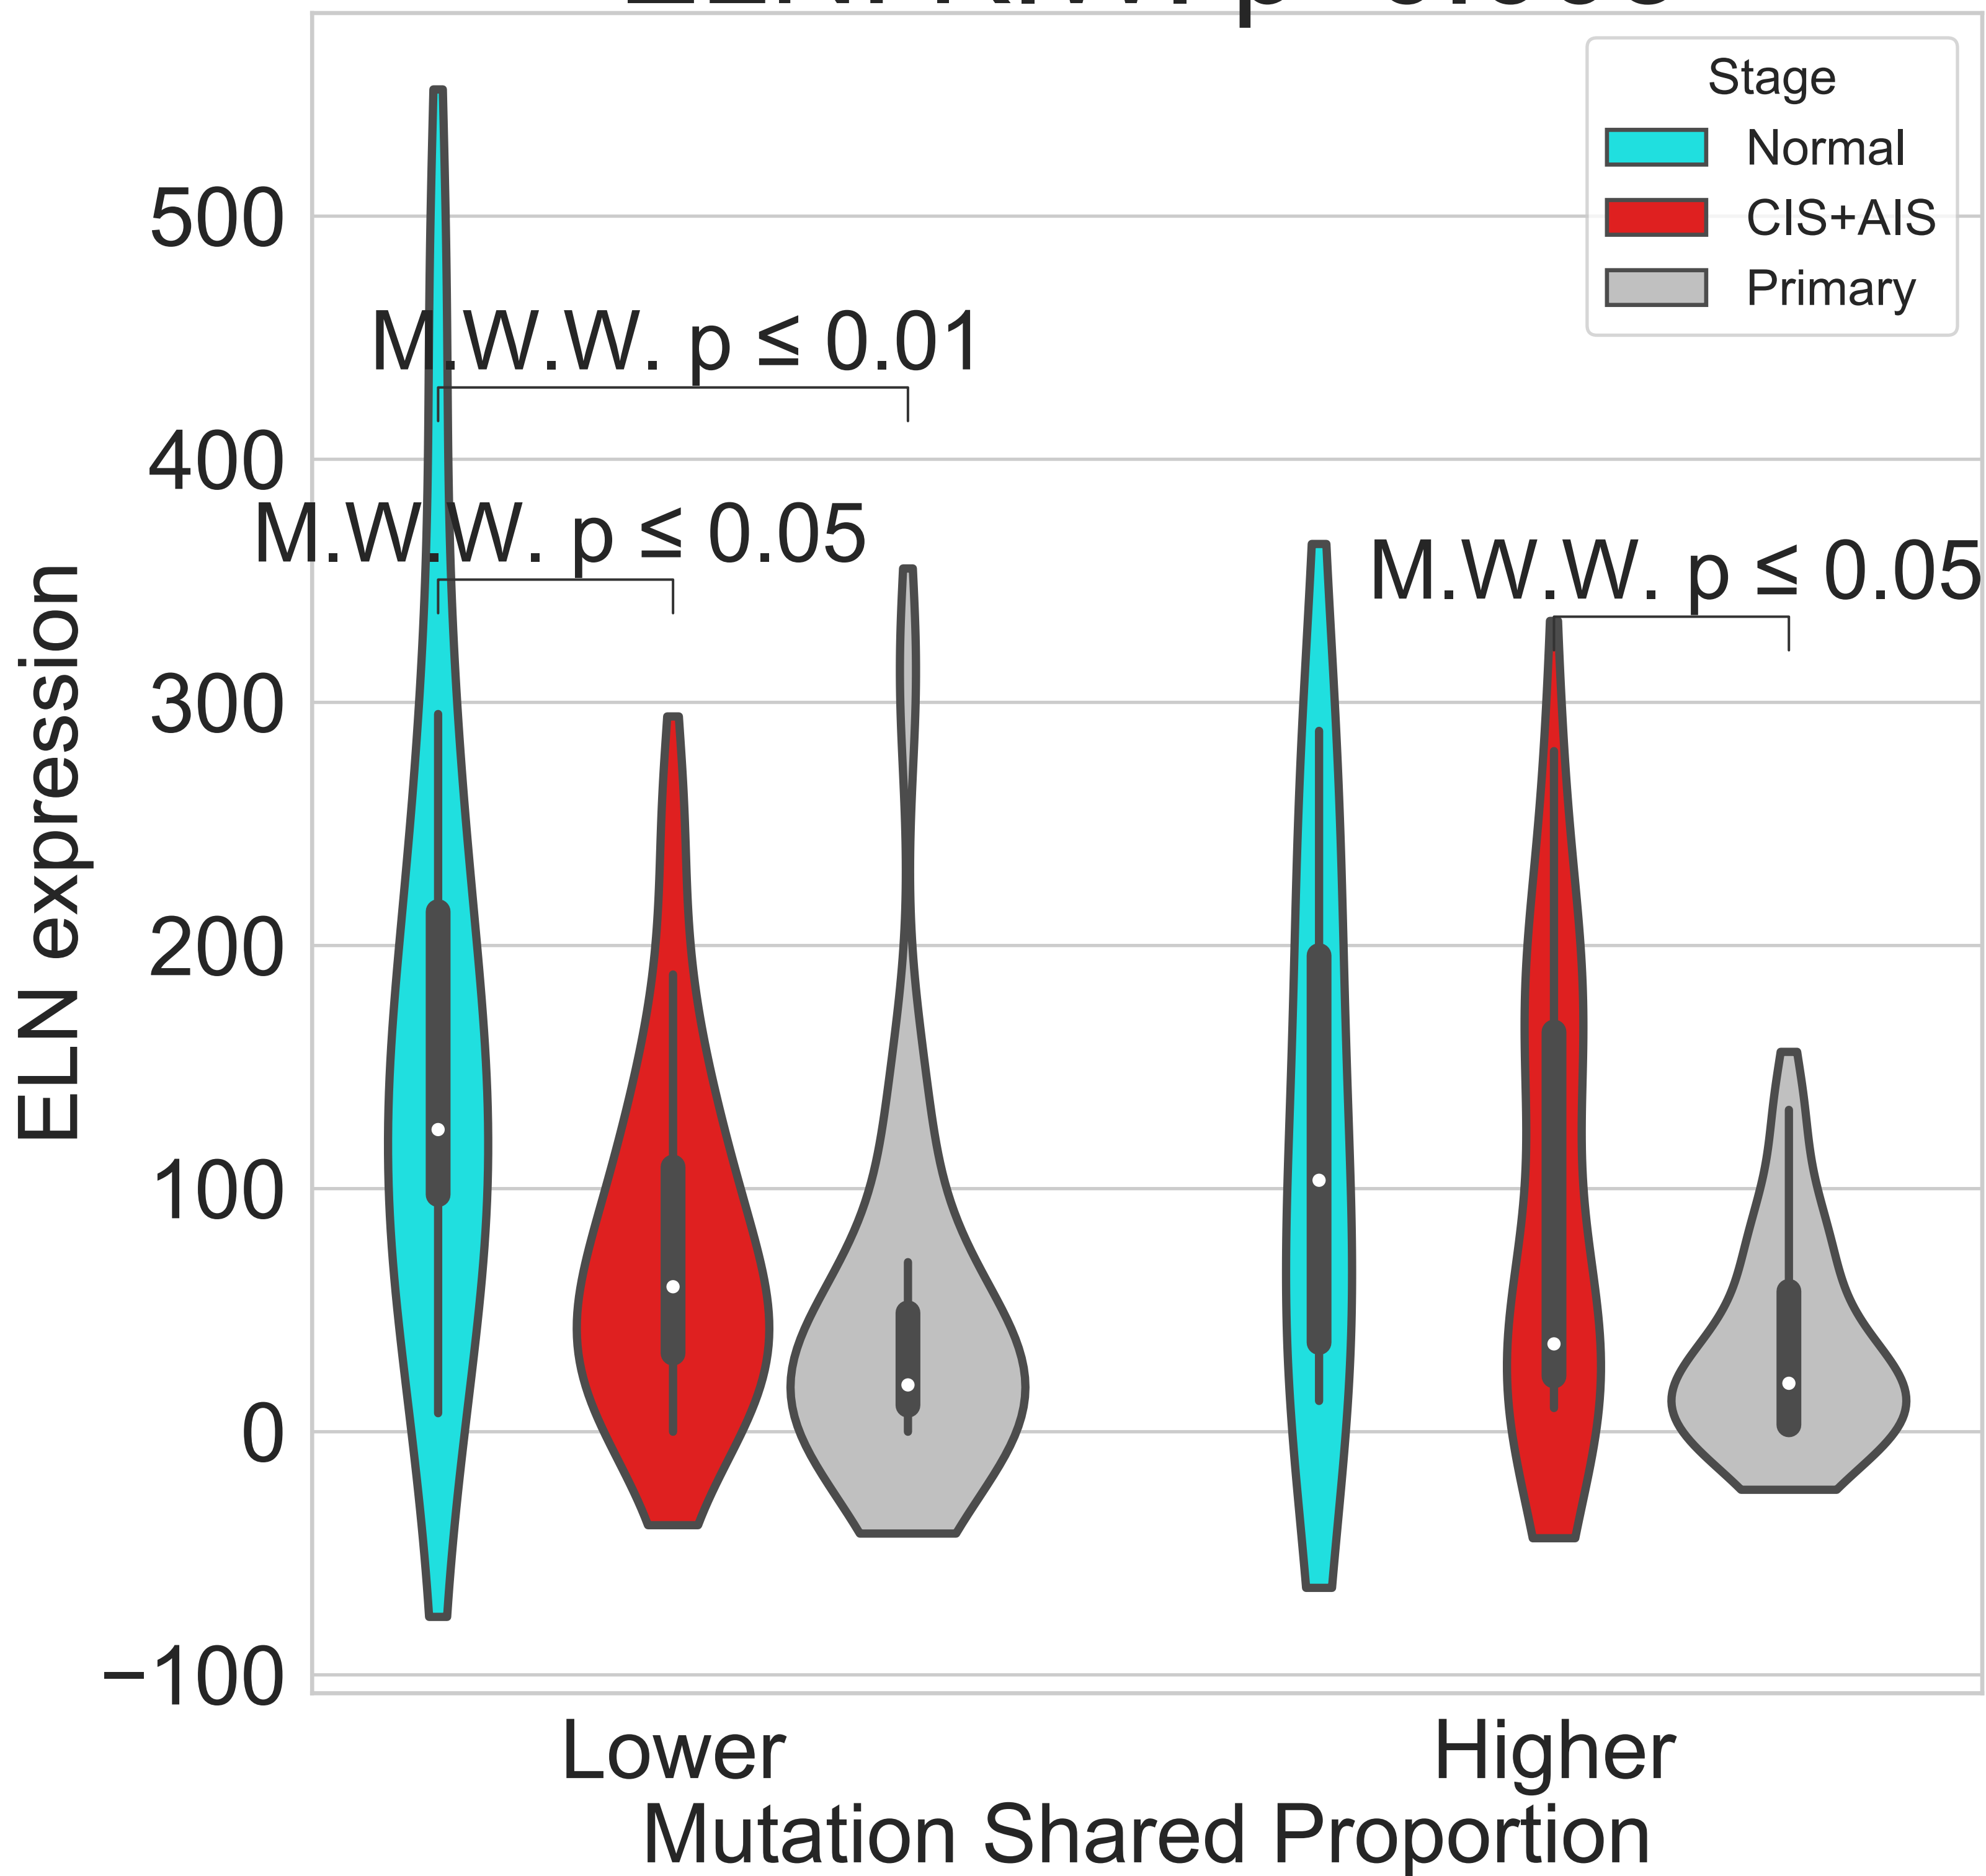 Stage
Normal
CIS+AIS
Primary
500
400
300
200
100
0
−100
ELN expression
M.W.W. p ≤ 0.01
M.W.W. p ≤ 0.05
M.W.W. p ≤ 0.05
Lower
Higher
Mutation Shared Proportion